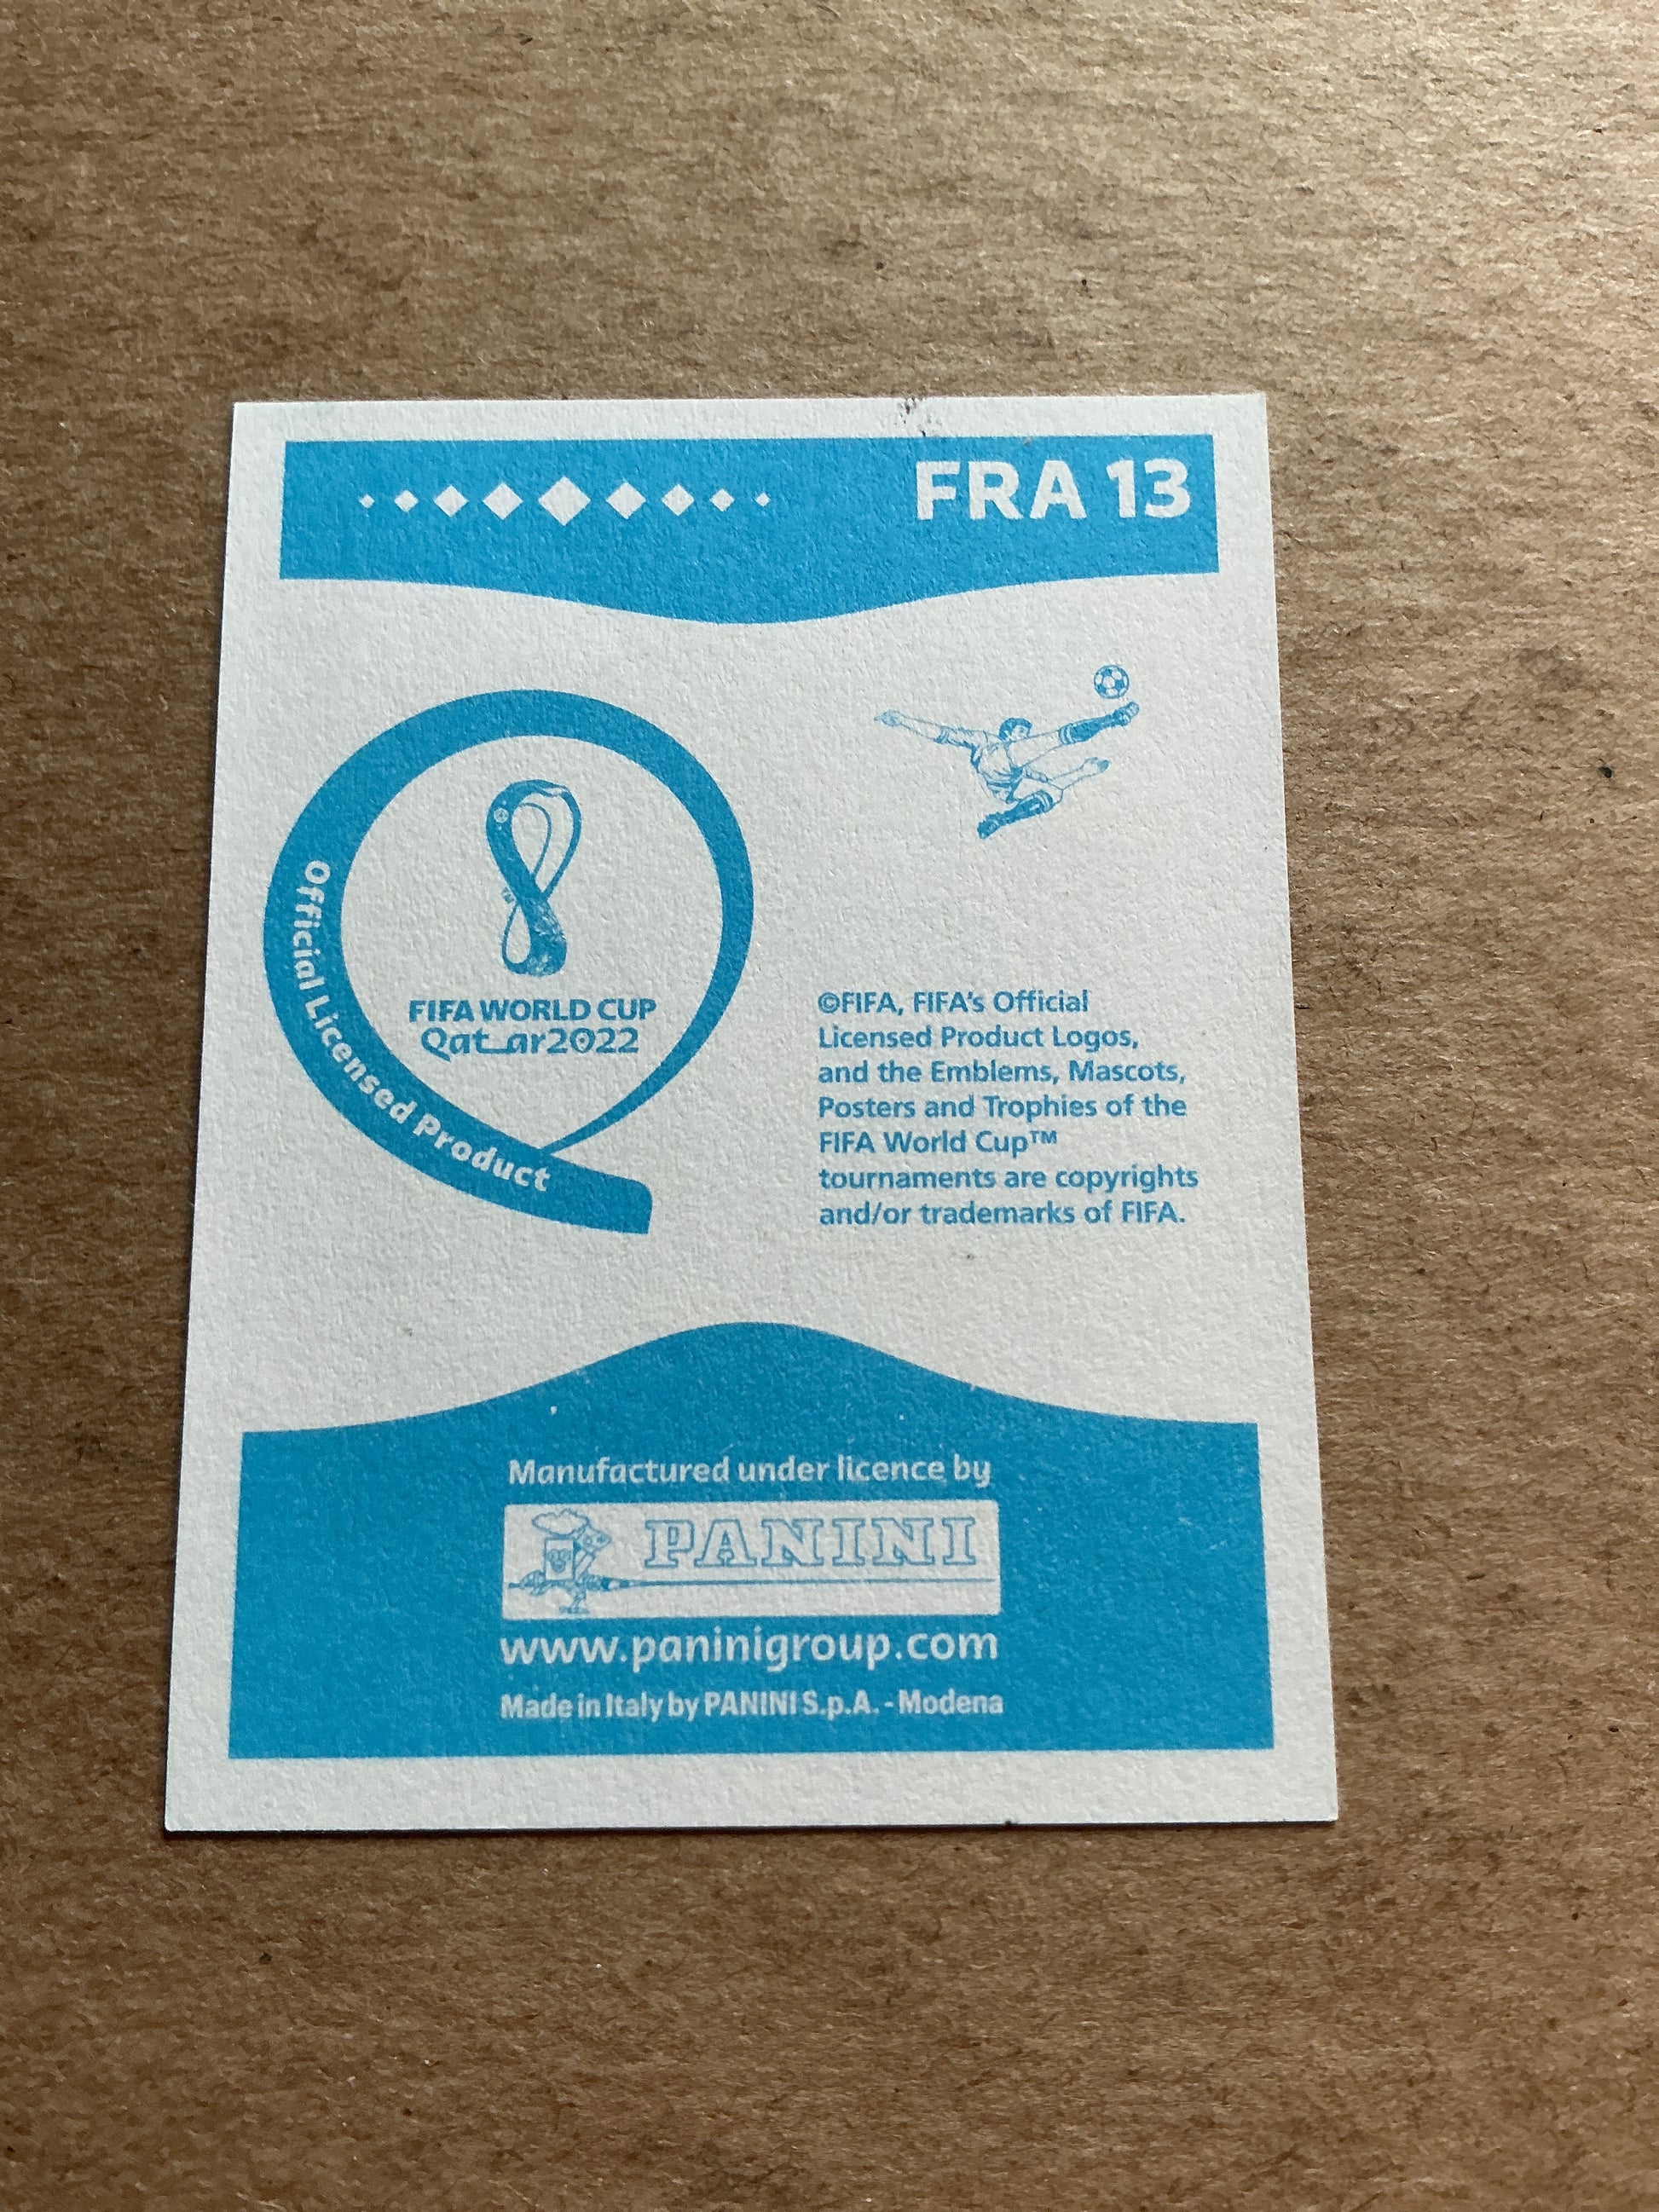 FRA 13
Official Licensed Product
FIFA WORLD CUP
Qatar2022
©FIFA, FIFA's Official
Licensed Product Logos,
and the Emblems, Mascots,
Posters and Trophies of the
FIFA World Cup™
tournaments are copyrights
and/or trademarks of FIFA.
Manufactured under licence by
PANINI
www.paninigroup.com
Made in Italy by PANINI S.p.A. - Modena